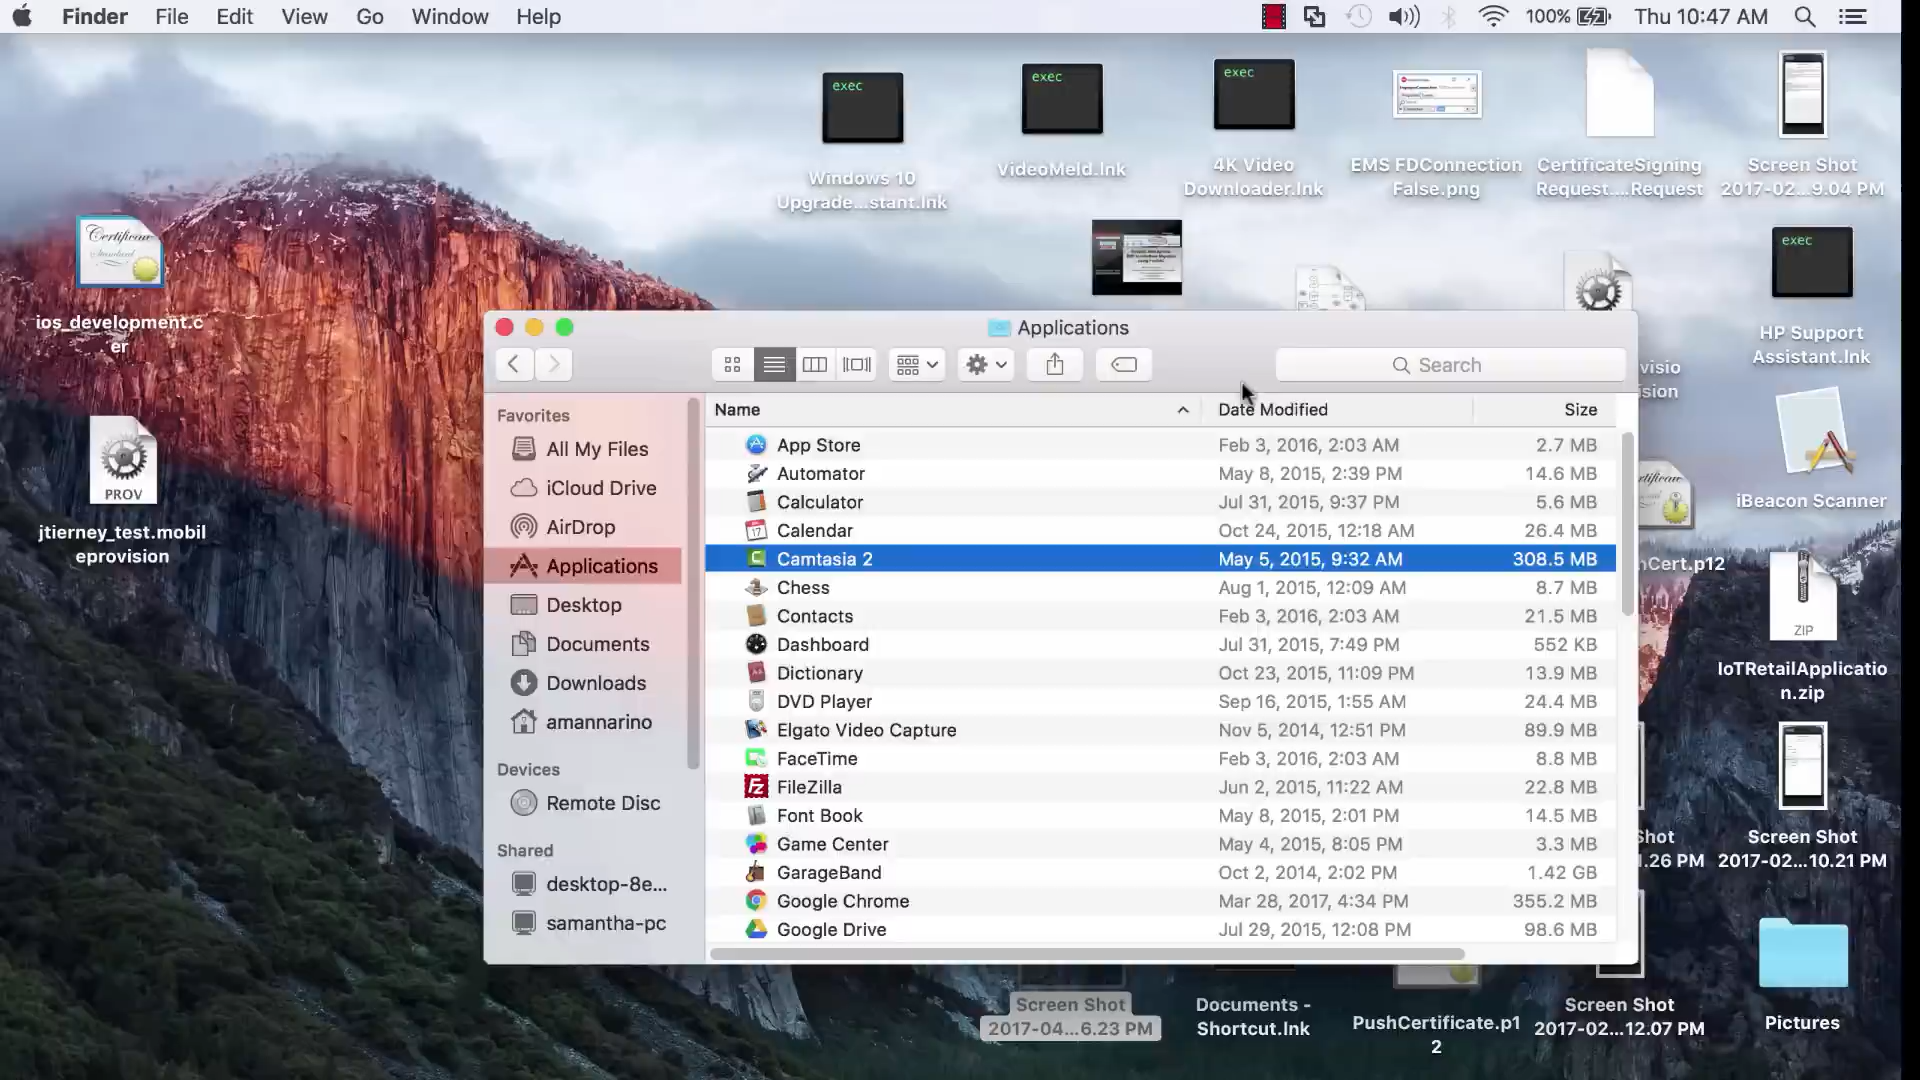 Finder File Edit View Go Window Help 100% Thu 10:47 AM
exec
Windows 10
Upgrade...stant.lnk
exec
VideoMeld.lnk
exec
4K Video
Downloader.lnk
EMS FDConnection
False.png
CertificateSigning
Request....Request
Screen Shot
2017-02...9.04 PM
ios_development.c
er
PROV
jtierney_test.mobil
eprovision
exec
HP Support
Assistant.lnk
iBeacon Scanner
nCert.p12
ZIP
IoTRetailApplicatio
n.zip
Applications
Search
Favorites
All My Files
iCloud Drive
AirDrop
Applications
Desktop
Documents
Downloads
amannarino
Devices
Remote Disc
Shared
desktop-8e...
samantha-pc
Name Date Modified Size
App Store Feb 3, 2016, 2:03 AM 2.7 MB
Automator May 8, 2015, 2:39 PM 14.6 MB
Calculator Jul 31, 2015, 9:37 PM 5.6 MB
Calendar Oct 24, 2015, 12:18 AM 26.4 MB
Camtasia 2 May 5, 2015, 9:32 AM 308.5 MB
Chess Aug 1, 2015, 12:09 AM 8.7 MB
Contacts Feb 3, 2016, 2:03 AM 21.5 MB
Dashboard Jul 31, 2015, 7:49 PM 552 KB
Dictionary Oct 23, 2015, 11:09 PM 13.9 MB
DVD Player Sep 16, 2015, 1:55 AM 24.4 MB
Elgato Video Capture Nov 5, 2014, 12:51 PM 89.9 MB
FaceTime Feb 3, 2016, 2:03 AM 8.8 MB
FileZilla Jun 2, 2015, 11:22 AM 22.8 MB
Font Book May 8, 2015, 2:01 PM 14.5 MB
Game Center May 4, 2015, 8:05 PM 3.3 MB
GarageBand Oct 2, 2014, 2:02 PM 1.42 GB
Google Chrome Mar 28, 2017, 4:34 PM 355.2 MB
Google Drive Jul 29, 2015, 12:08 PM 98.6 MB
Screen Shot
2017-02...10.21 PM
Screen Shot
2017-04...6.23 PM
Documents -
Shortcut.lnk
PushCertificate.p1
2
Screen Shot
2017-02...12.07 PM
Pictures